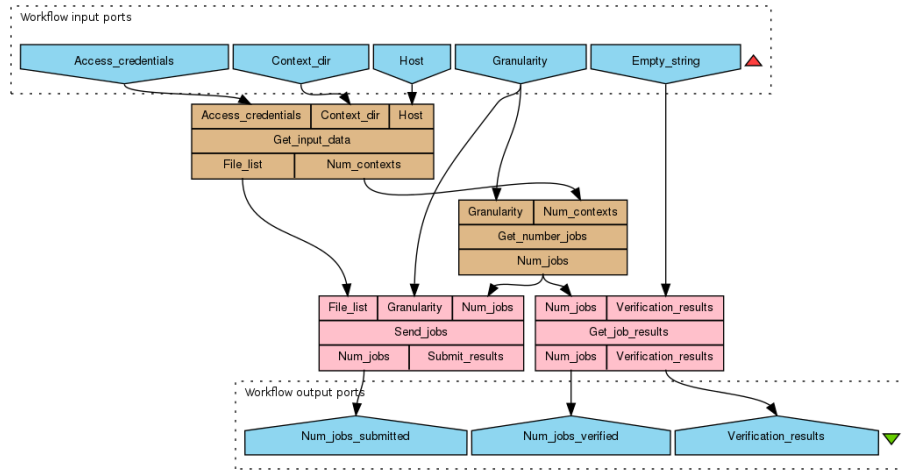 Workflow input ports
Access_credentials Context_dir Host Granularity Empty_string
Access_credentials Context_dir Host
Get_input_data
File_list Num_contexts
Granularity Num_contexts
Get_number_jobs
Num_jobs
File_list Granularity Num_jobs
Send_jobs
Num_jobs Submit_results
Num_jobs Verification_results
Get_job_results
Num_jobs Verification_results
Workflow output ports
Num_jobs_submitted Num_jobs_verified Verification_results